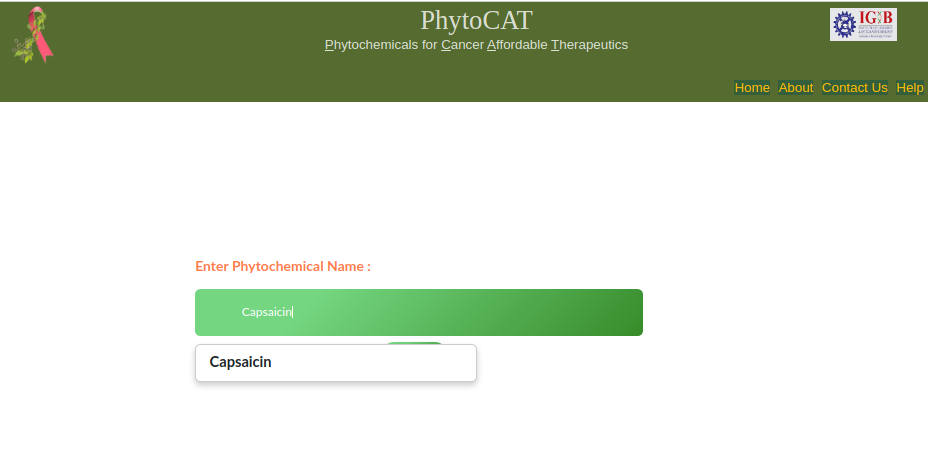 PhytoCAT
Phytochemicals for Cancer Affordable Therapeutics
IGIB
Home About Contact Us Help
Enter Phytochemical Name :
Capsaicin
Capsaicin